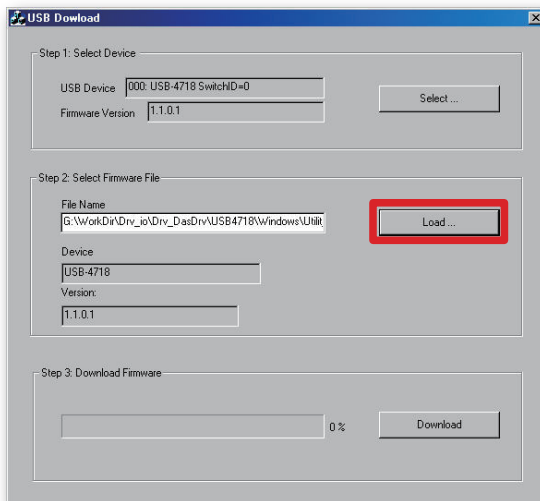 USB Dowload
Step 1: Select Device
USB Device 000: USB-4718 SwitchID=0
Select ...
Firmware Version 1.1.0.1
Step 2: Select Firmware File
File Name
G:\WorkDir\Drv_io\Drv_DasDrv\USB4718\Windows\Utilit
Load ...
Device
USB-4718
Version:
1.1.0.1
Step 3: Download Firmware
0 %
Download